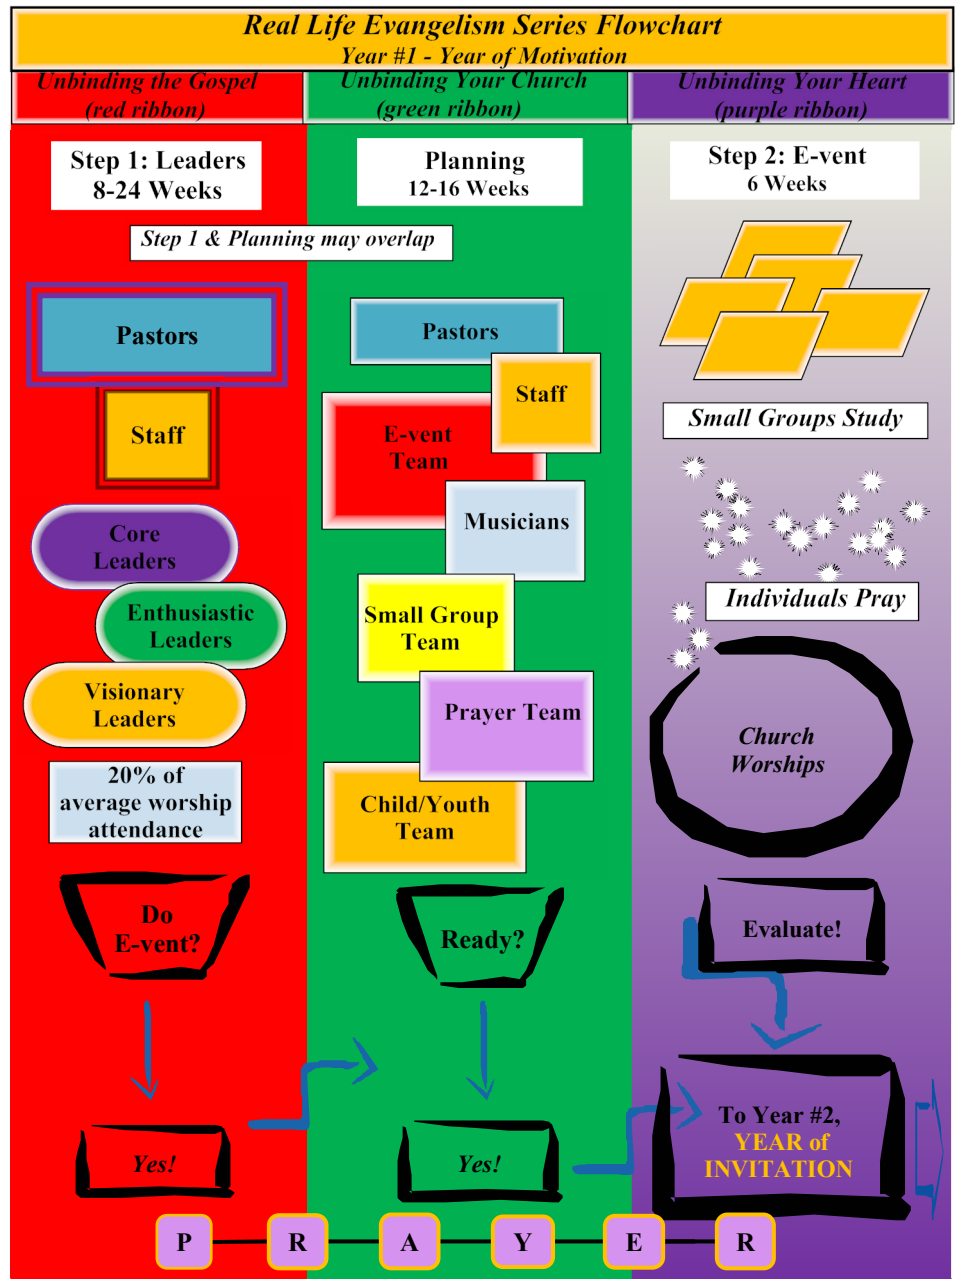 Real Life Evangelism Series Flowchart
Year #1 - Year of Motivation
Unbinding the Gospel
(red ribbon)
Unbinding Your Church
(green ribbon)
Unbinding Your Heart
(purple ribbon)
Step 1: Leaders
8-24 Weeks
Planning
12-16 Weeks
Step 2: E-vent
6 Weeks
Step 1 & Planning may overlap
Pastors
Staff
Core
Leaders
Enthusiastic
Leaders
Visionary
Leaders
20% of
average worship
attendance
Do
E-vent?
Yes!
Pastors
Staff
E-vent
Team
Musicians
Small Group
Team
Prayer Team
Child/Youth
Team
Ready?
Yes!
Small Groups Study
Individuals Pray
Church
Worships
Evaluate!
To Year #2,
YEAR of
INVITATION
P R A Y E R